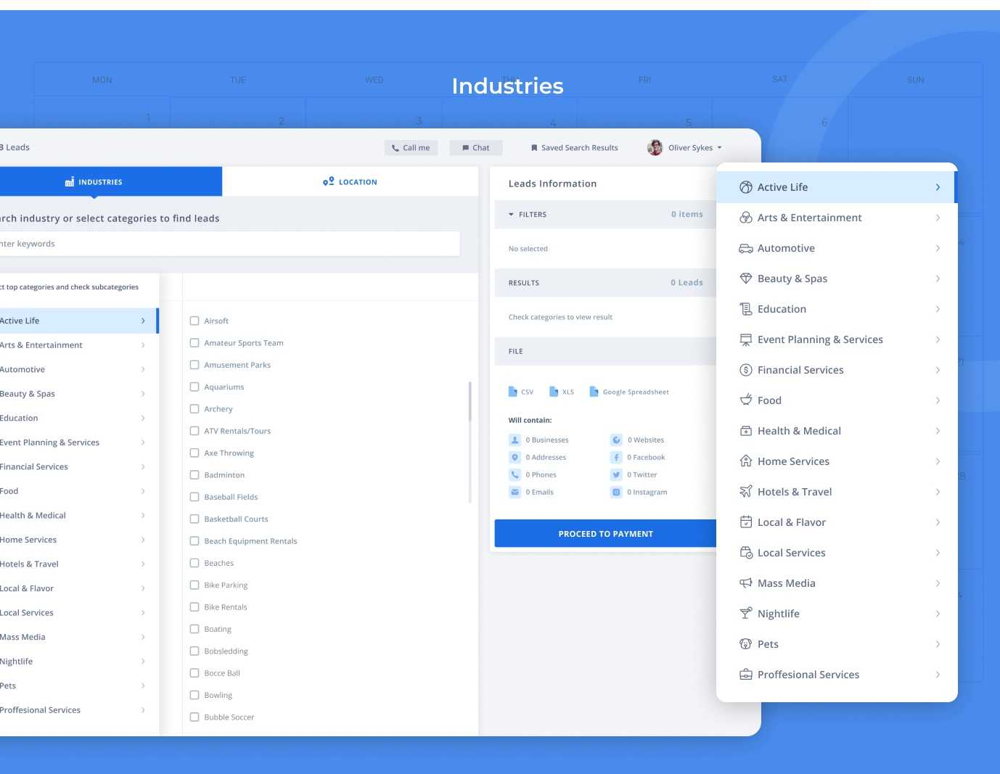 Industries
MON TUE WED THU FRI SAT SUN
1 2 3 4 5 6
B Leads
Call me
Chat
Saved Search Results
Oliver Sykes
INDUSTRIES
LOCATION
rch industry or select categories to find leads
nter keywords
ct top categories and check subcategories
Active Life
Arts & Entertainment
Automotive
Beauty & Spas
Education
Event Planning & Services
Financial Services
Food
Health & Medical
Home Services
Hotels & Travel
Local & Flavor
Local Services
Mass Media
Nightlife
Pets
Proffesional Services
Airsoft
Amateur Sports Team
Amusement Parks
Aquariums
Archery
ATV Rentals/Tours
Axe Throwing
Badminton
Baseball Fields
Basketball Courts
Beach Equipment Rentals
Beaches
Bike Parking
Bike Rentals
Boating
Bobsledding
Bocce Ball
Bowling
Bubble Soccer
Leads Information
FILTERS 0 items
No selected
RESULTS 0 Leads
Check categories to view result
FILE
CSV XLS Google Spreadsheet
Will contain:
0 Businesses 0 Websites
0 Addresses 0 Facebook
0 Phones 0 Twitter
0 Emails 0 Instagram
PROCEED TO PAYMENT
Active Life
Arts & Entertainment
Automotive
Beauty & Spas
Education
Event Planning & Services
Financial Services
Food
Health & Medical
Home Services
Hotels & Travel
Local & Flavor
Local Services
Mass Media
Nightlife
Pets
Proffesional Services